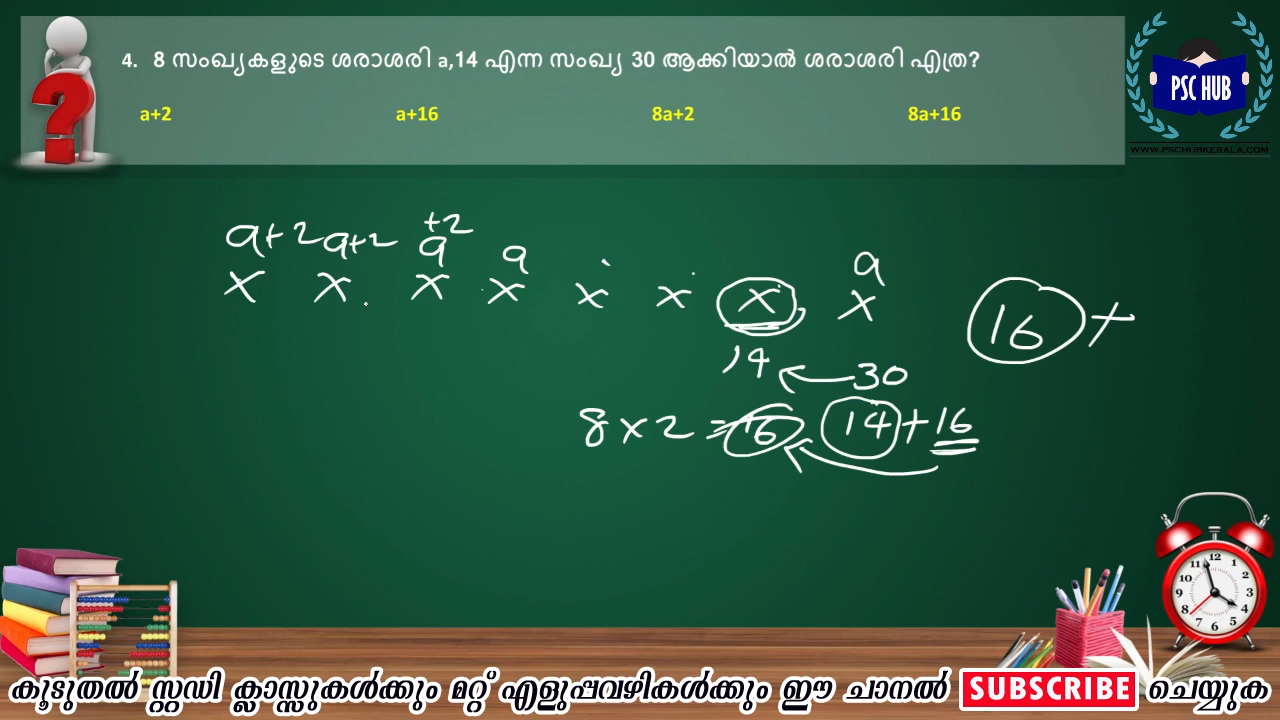 4. 8 സംഖ്യകളുടെ ശരാശരി a,14 എന്ന സംഖ്യ 30 ആക്കിയാൽ ശരാശരി എത്ര?
a+2 a+16 8a+2 8a+16
PSC HUB
WWW.PSCHUBKERALA.COM
a+2 a+2 a+2 a a
x x x x x x x x 16 +
14 30
8 x 2 = 16 14 + 16
കൂടുതൽ സ്റ്റഡി ക്ലാസ്സുകൾക്കും മറ്റ് എളുപ്പവഴികൾക്കും ഈ ചാനൽ SUBSCRIBE ചെയ്യുക